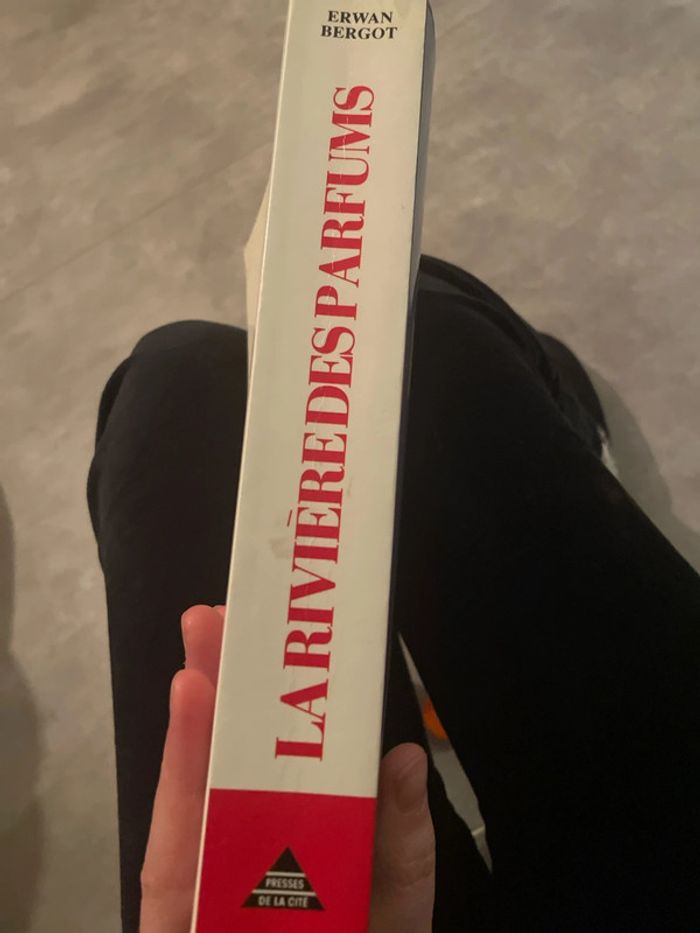 ERWAN
BERGOT
LA RIVIÈRE DES PARFUMS
PRESSES
DE LA CITÉ